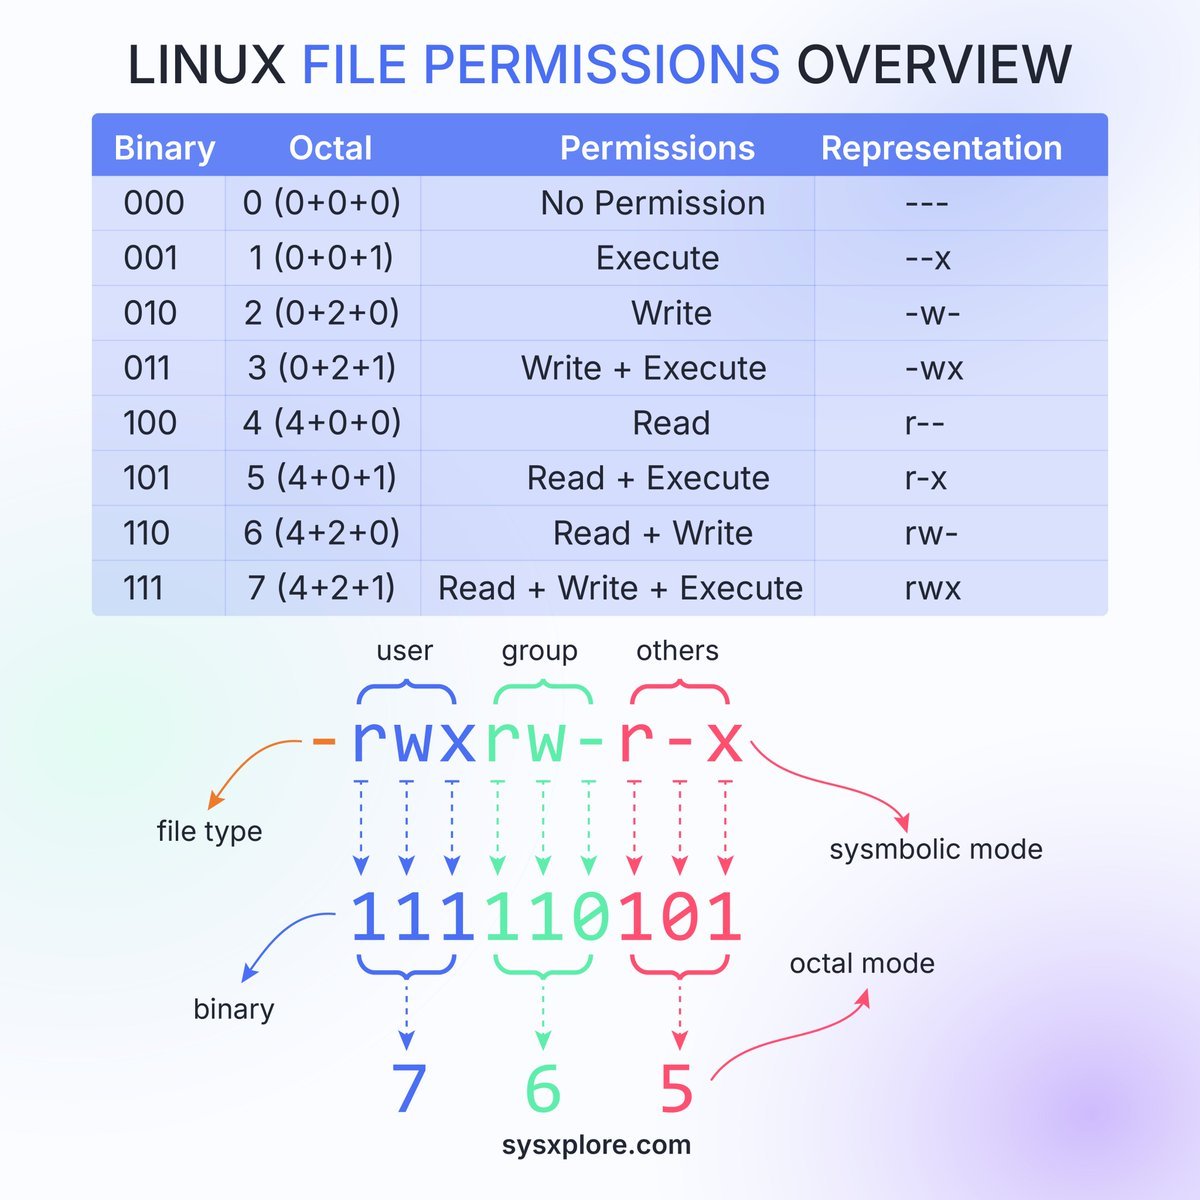 LINUX FILE PERMISSIONS OVERVIEW
Binary Octal Permissions Representation
000 0 (0+0+0) No Permission ---
001 1 (0+0+1) Execute --x
010 2 (0+2+0) Write -w-
011 3 (0+2+1) Write + Execute -wx
100 4 (4+0+0) Read r--
101 5 (4+0+1) Read + Execute r-x
110 6 (4+2+0) Read + Write rw-
111 7 (4+2+1) Read + Write + Execute rwx
user group others
-rwxrw-r-x
file type
sysmbolic mode
111110101
octal mode
binary
7 6 5
sysxplore.com